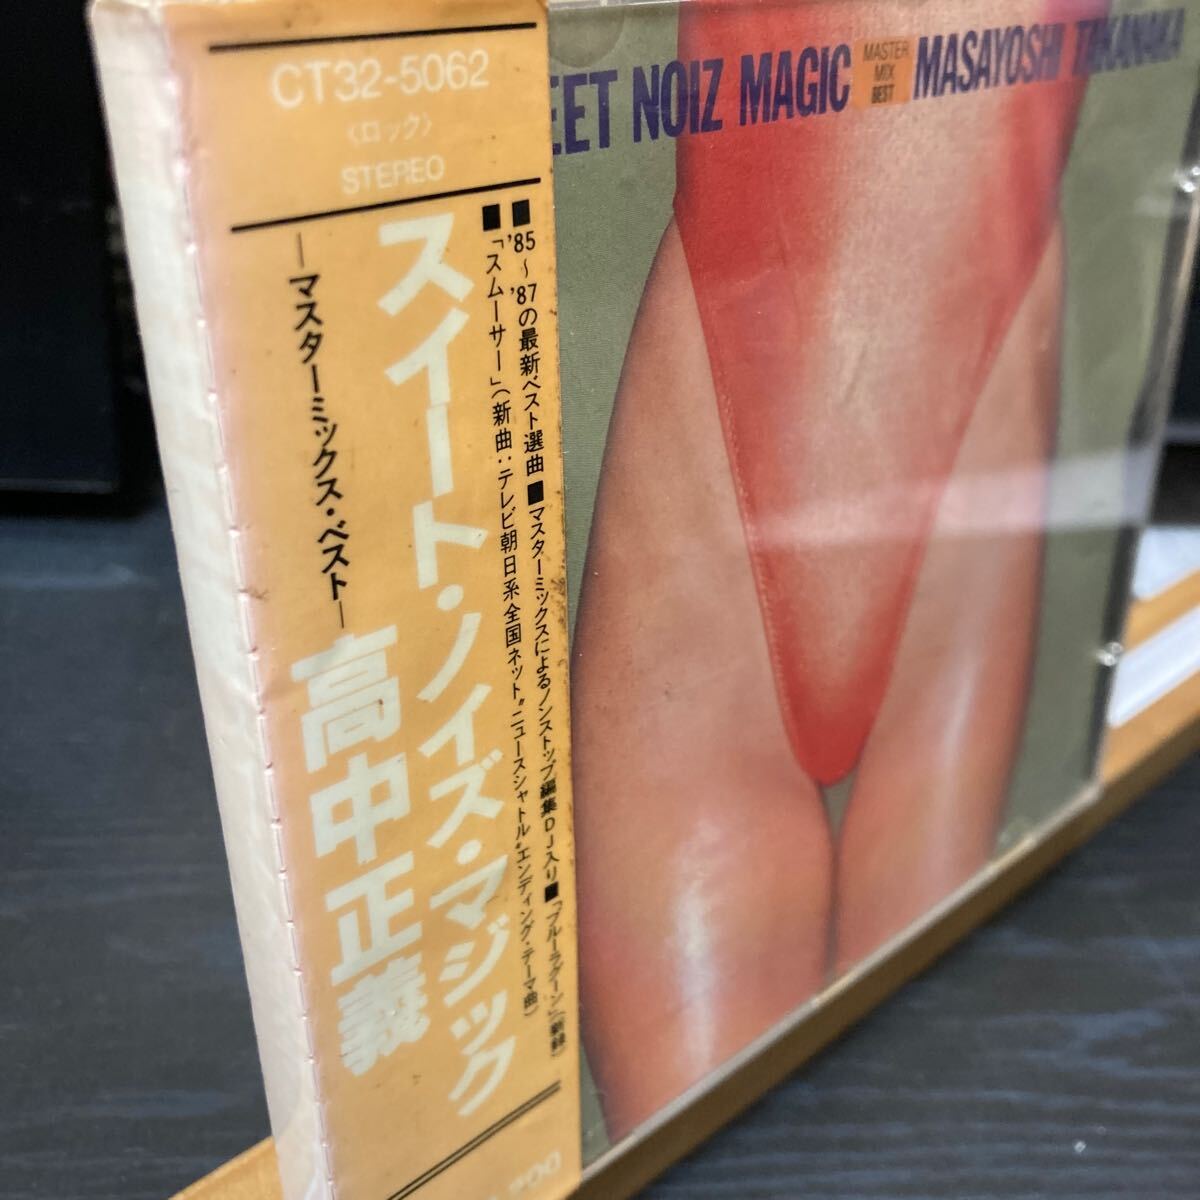 CT32-5062
〈ロック〉
STEREO
■'85〜'87の最新ベスト選曲■マスターミックスによるノンストップ編集DJ入り■「ブルーラグーン」(新録)
■「スムーサー」(新曲:テレビ朝日系全国ネット"ニュースシャトル"エンディング・テーマ曲)
スイート・ノイズ・マジック
―マスターミックス・ベスト―
高中正義
EET NOIZ MAGIC
MASTER
MIX
BEST
MASAYOSHI TAKANAKA